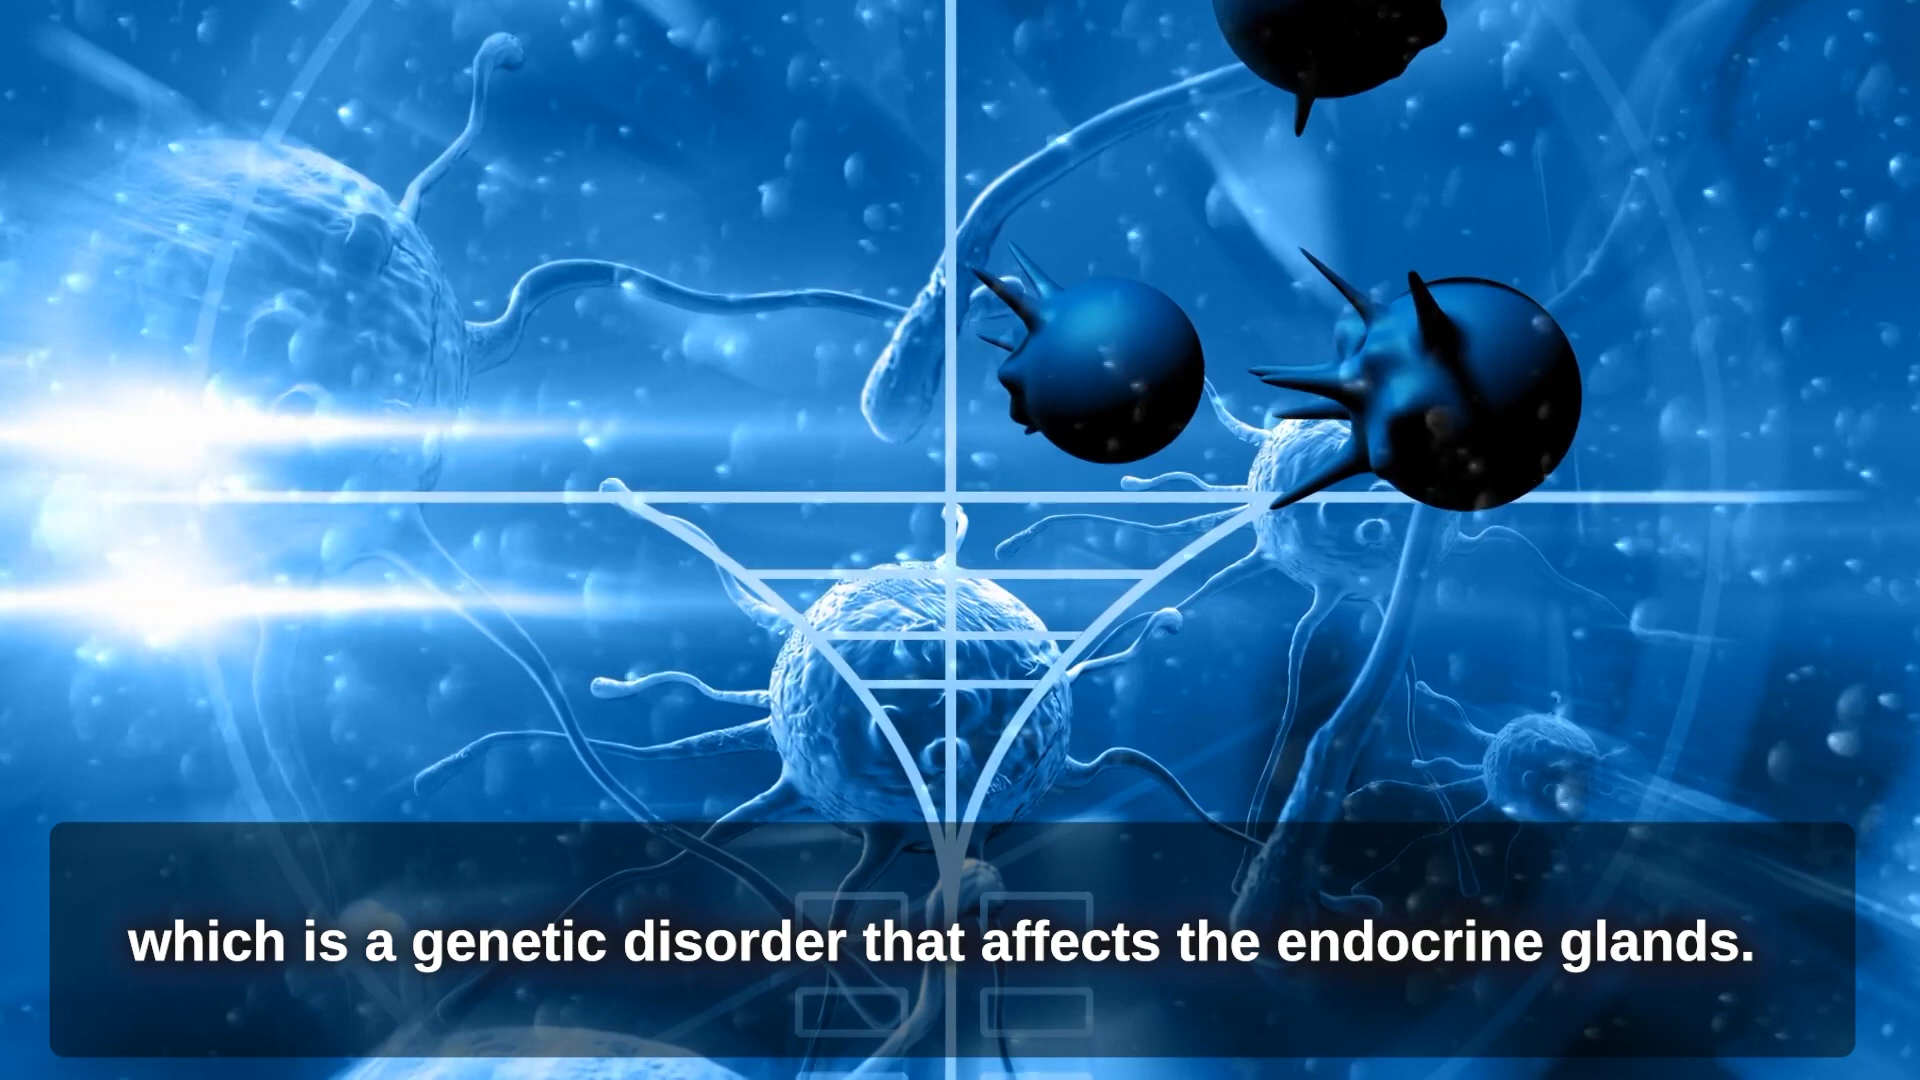 which is a genetic disorder that affects the endocrine glands.